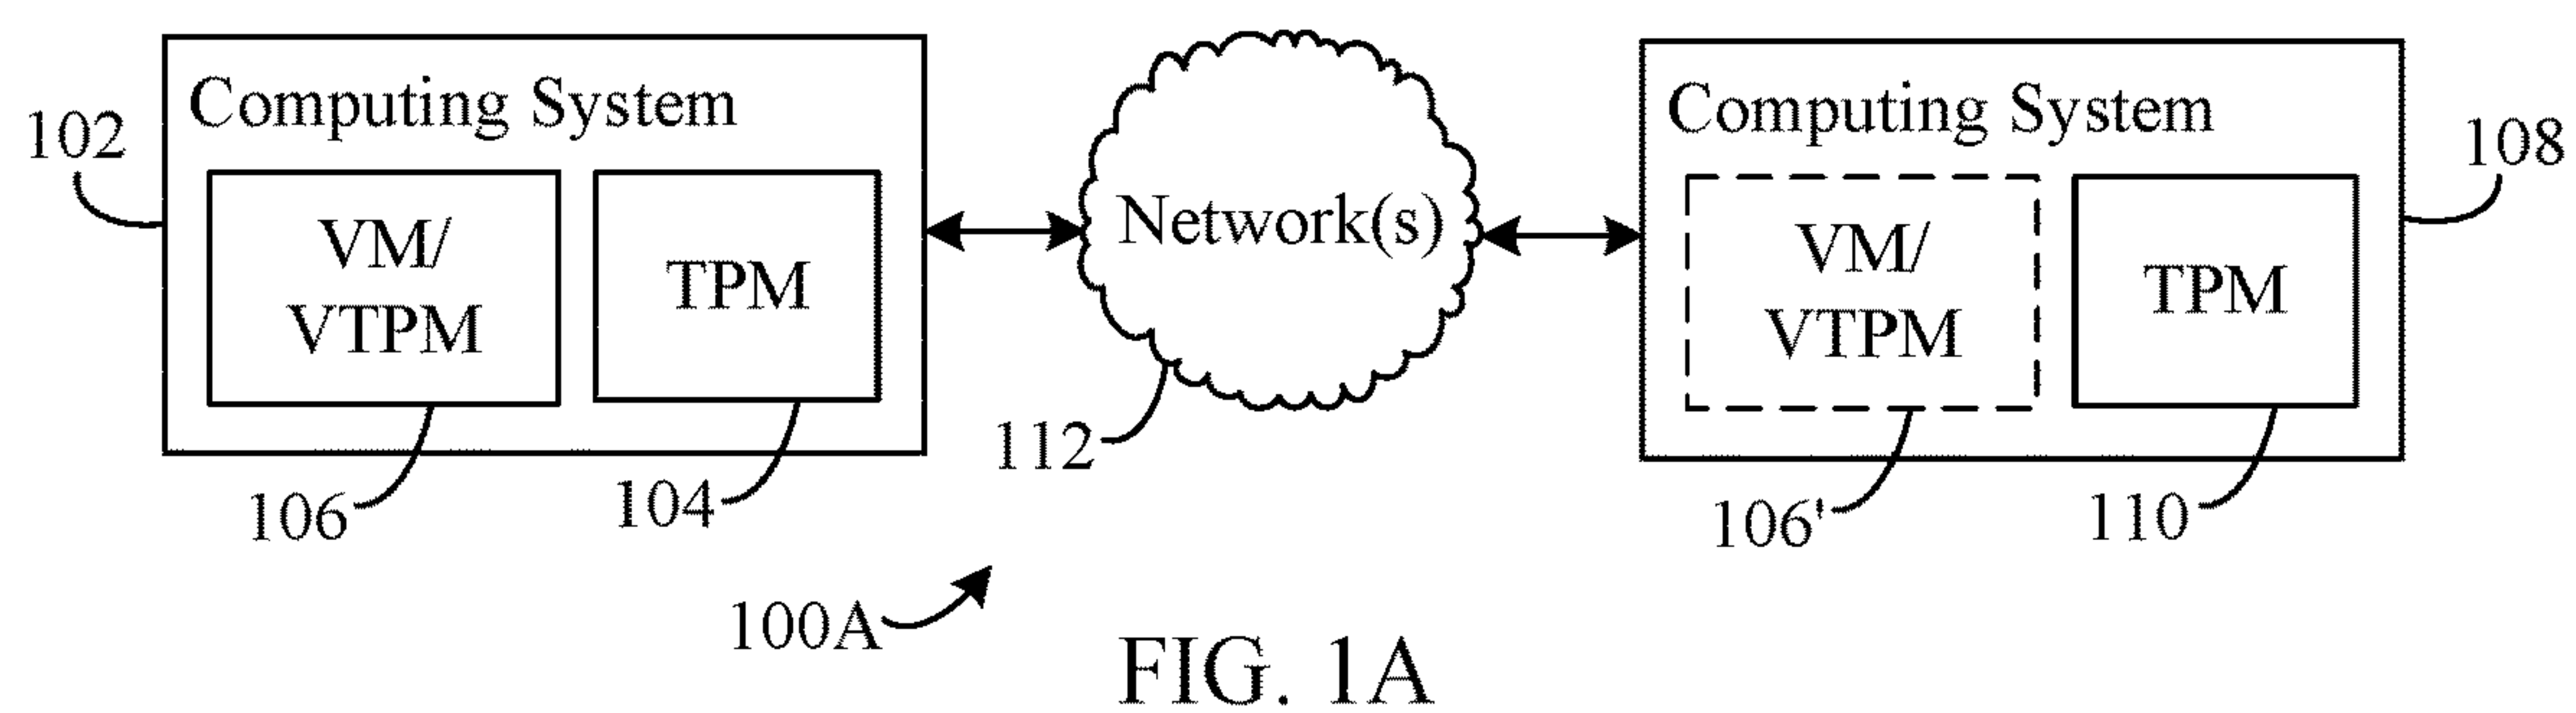 Computing System
102
VM/
VTPM
TPM
106
104
Network(s)
112
Computing System
108
VM/
VTPM
TPM
106'
110
100A
FIG. 1A